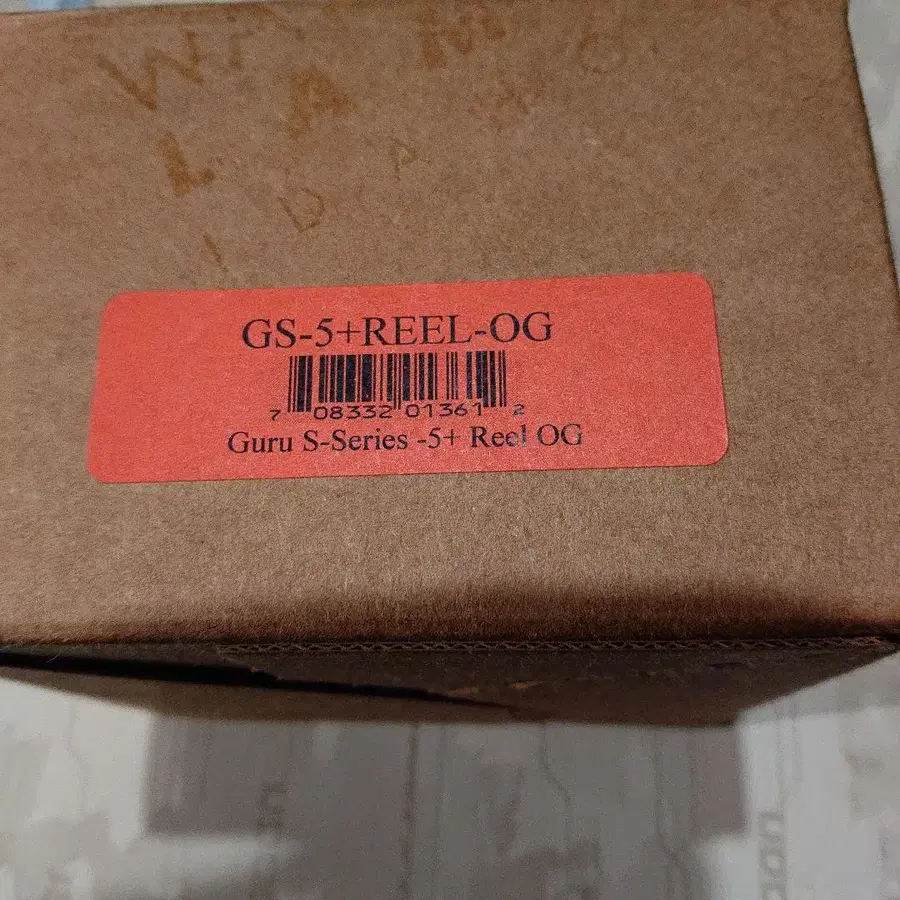 GS-5+REEL-OG
7 08332 01361 2
Guru S-Series -5+ Reel OG